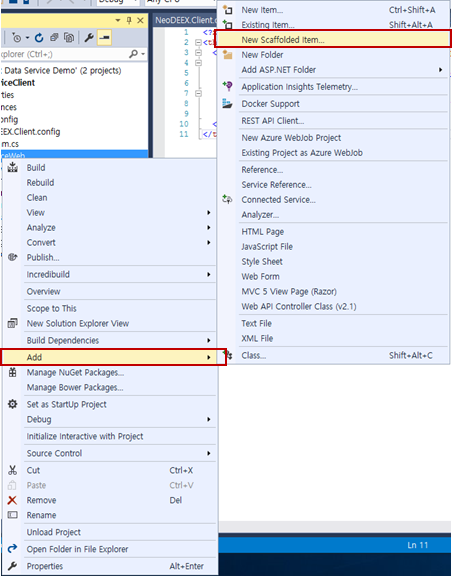 Debug
Any CPU
NeoDEEX.Client.c
xplorer (Ctrl+;)
: Data Service Demo' (2 projects)
viceClient
rties
ences
onfig
EEX.Client.config
m.cs
iceWeb
1 <?
2 <t
3
4
5
6
7
8
9
10 <
11 </t
New Item... Ctrl+Shift+A
Existing Item... Shift+Alt+A
New Scaffolded Item...
New Folder
Add ASP.NET Folder
Application Insights Telemetry...
Docker Support
REST API Client...
New Azure WebJob Project
Existing Project as Azure WebJob
Reference...
Service Reference...
Connected Service...
Analyzer...
HTML Page
JavaScript File
Style Sheet
Web Form
MVC 5 View Page (Razor)
Web API Controller Class (v2.1)
Text File
XML File
Class... Shift+Alt+C
Build
Rebuild
Clean
View
Analyze
Convert
Publish...
Incredibuild
Overview
Scope to This
New Solution Explorer View
Build Dependencies
Add
Manage NuGet Packages...
Manage Bower Packages...
Set as StartUp Project
Debug
Initialize Interactive with Project
Source Control
Cut Ctrl+X
Paste Ctrl+V
Remove Del
Rename
Unload Project
Open Folder in File Explorer
Properties Alt+Enter
Ln 11